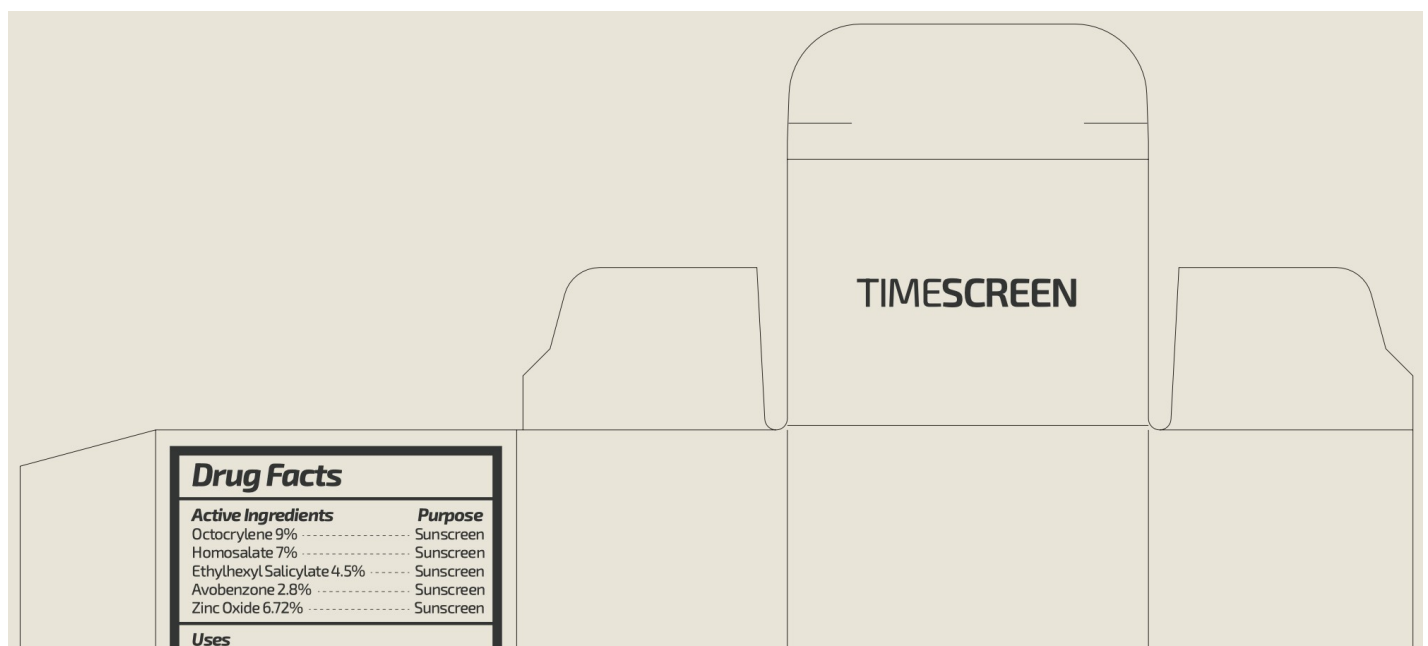 TIMESCREEN
Drug Facts
Active Ingredients Purpose
Octocrylene 9% Sunscreen
Homosalate 7% Sunscreen
Ethylhexyl Salicylate 4.5% Sunscreen
Avobenzone 2.8% Sunscreen
Zinc Oxide 6.72% Sunscreen
Uses